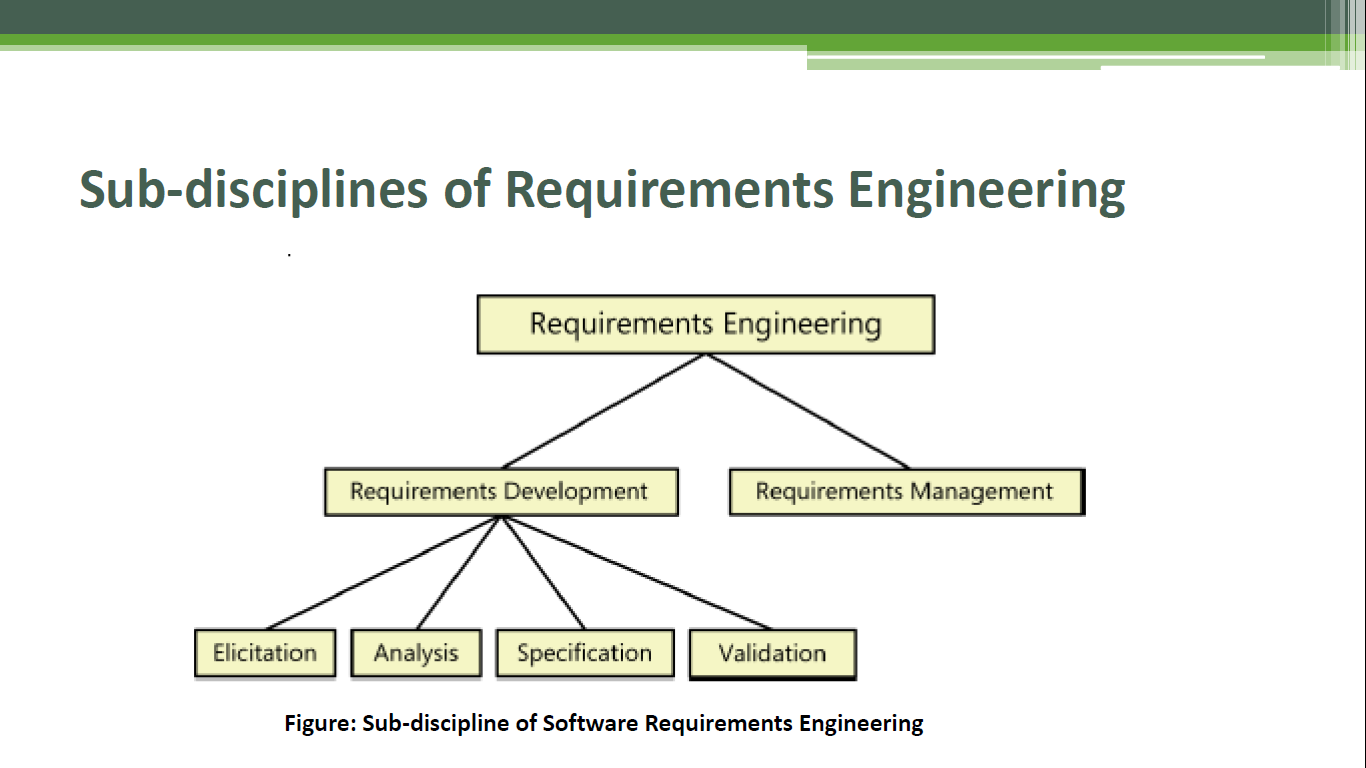 Sub-disciplines of Requirements Engineering
.
Requirements Engineering
Requirements Development
Requirements Management
Elicitation
Analysis
Specification
Validation
Figure: Sub-discipline of Software Requirements Engineering